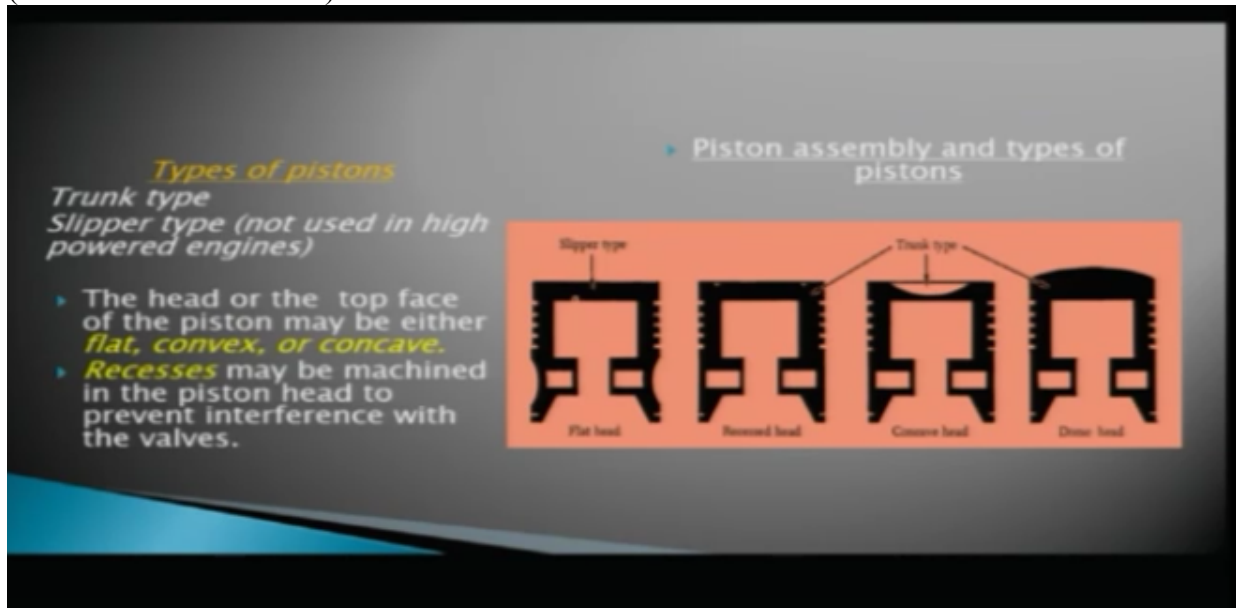 Types of pistons
Trunk type
Slipper type (not used in high
powered engines)
The head or the top face
of the piston may be either
flat, convex, or concave.
Recesses may be machined
in the piston head to
prevent interference with
the valves.
Piston assembly and types of
pistons
Slipper type
Trunk type
Flat head
Recessed head
Concave head
Dome head